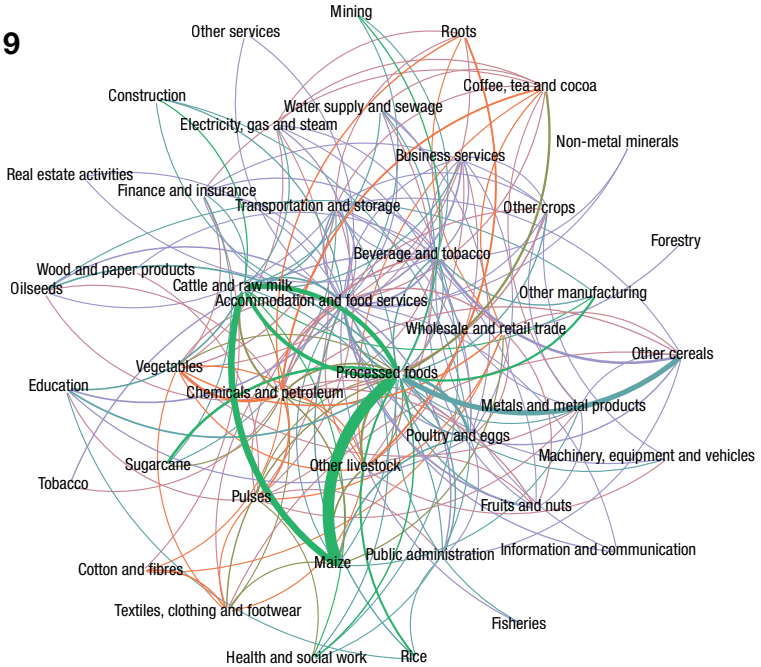 9
Mining
Other services
Roots
Coffee, tea and cocoa
Construction
Water supply and sewage
Electricity, gas and steam
Non-metal minerals
Business services
Real estate activities
Finance and insurance
Transportation and storage
Other crops
Forestry
Beverage and tobacco
Wood and paper products
Oilseeds
Cattle and raw milk
Accommodation and food services
Other manufacturing
Wholesale and retail trade
Other cereals
Vegetables
Processed foods
Education
Chemicals and petroleum
Metals and metal products
Poultry and eggs
Machinery, equipment and vehicles
Sugarcane
Other livestock
Tobacco
Pulses
Fruits and nuts
Maize
Public administration
Information and communication
Cotton and fibres
Textiles, clothing and footwear
Fisheries
Health and social work
Rice